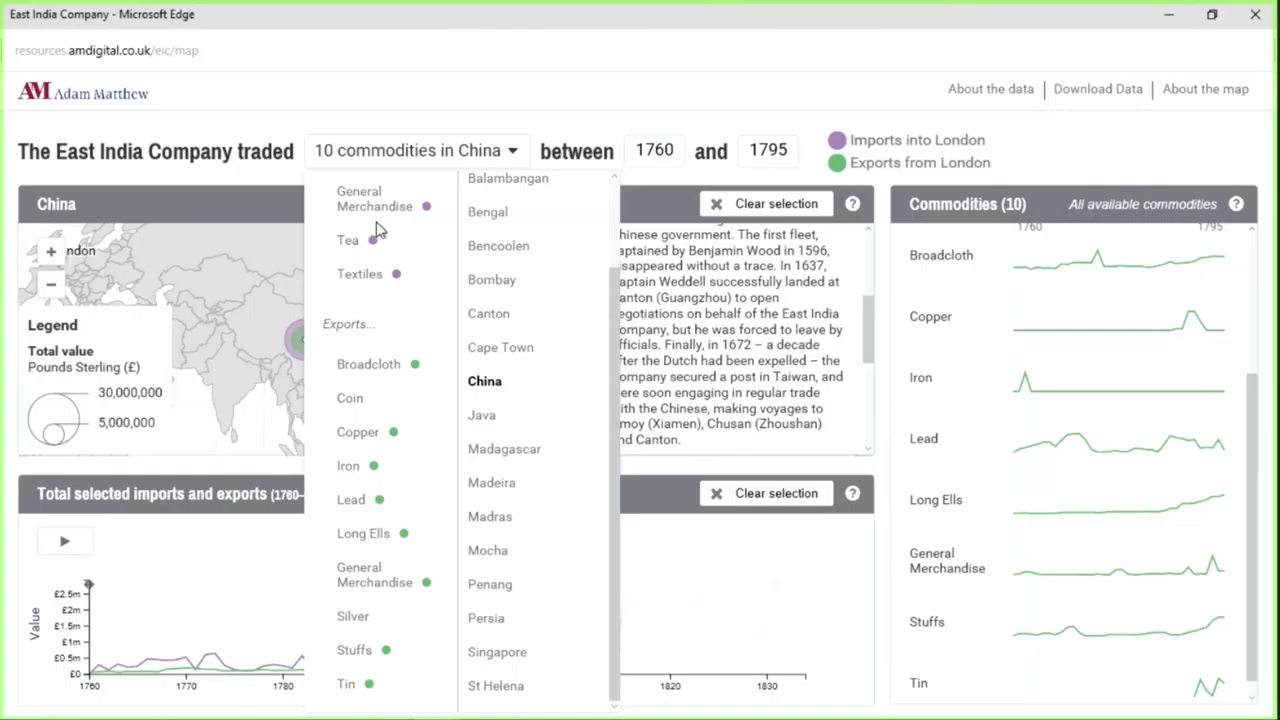 East India Company - Microsoft Edge
resources.amdigital.co.uk/eic/map
AM Adam Matthew
About the data | Download Data | About the map
The East India Company traded 10 commodities in China between 1760 and 1795
Imports into London
Exports from London
China
+
ndon
−
Legend
Total value
Pounds Sterling (£)
30,000,000
5,000,000
General
Merchandise
Tea
Textiles
Exports...
Broadcloth
Coin
Copper
Iron
Lead
Long Ells
General
Merchandise
Silver
Stuffs
Tin
Balambangan
Bengal
Bencoolen
Bombay
Canton
Cape Town
China
Java
Madagascar
Madeira
Madras
Mocha
Penang
Persia
Singapore
St Helena
Clear selection ?
hinese government. The first fleet,
aptained by Benjamin Wood in 1596,
isappeared without a trace. In 1637,
aptain Weddell successfully landed at
anton (Guangzhou) to open
egotiations on behalf of the East India
ompany, but he was forced to leave by
fficials. Finally, in 1672 – a decade
fter the Dutch had been expelled – the
ompany secured a post in Taiwan, and
ere soon engaging in regular trade
ith the Chinese, making voyages to
moy (Xiamen), Chusan (Zhoushan)
nd Canton.
Total selected imports and exports (1760–
Clear selection ?
Value
£2.5m
£2m
£1.5m
£1m
£0.5m
£0
1760 1770 1780 1820 1830
Commodities (10) All available commodities ?
1760 1795
Broadcloth
Copper
Iron
Lead
Long Ells
General
Merchandise
Stuffs
Tin